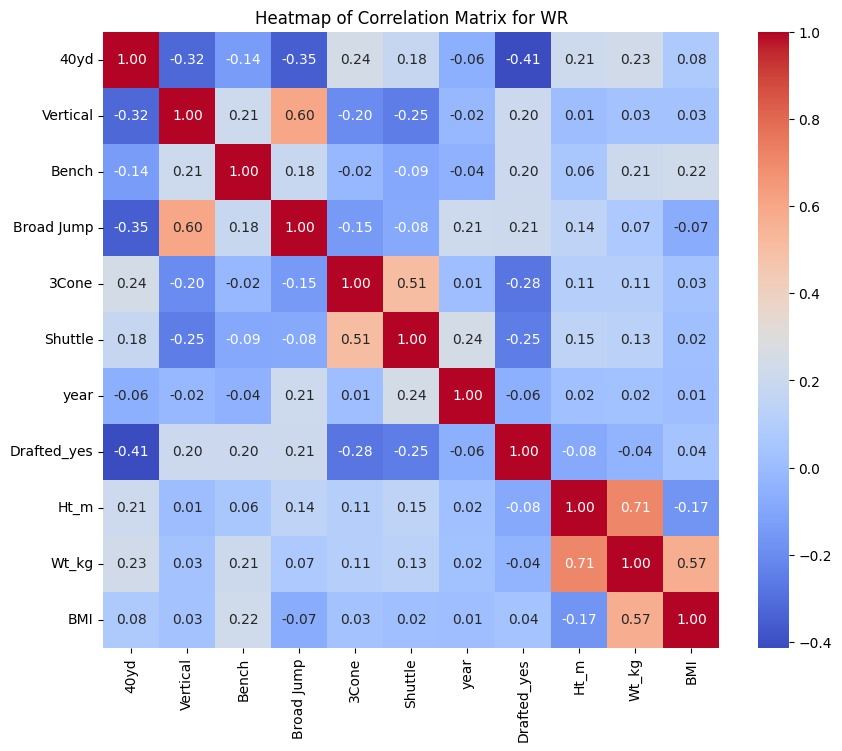 Heatmap of Correlation Matrix for WR
40yd 1.00 -0.32 -0.14 -0.35 0.24 0.18 -0.06 -0.41 0.21 0.23 0.08
Vertical -0.32 1.00 0.21 0.60 -0.20 -0.25 -0.02 0.20 0.01 0.03 0.03
Bench -0.14 0.21 1.00 0.18 -0.02 -0.09 -0.04 0.20 0.06 0.21 0.22
Broad Jump -0.35 0.60 0.18 1.00 -0.15 -0.08 0.21 0.21 0.14 0.07 -0.07
3Cone 0.24 -0.20 -0.02 -0.15 1.00 0.51 0.01 -0.28 0.11 0.11 0.03
Shuttle 0.18 -0.25 -0.09 -0.08 0.51 1.00 0.24 -0.25 0.15 0.13 0.02
year -0.06 -0.02 -0.04 0.21 0.01 0.24 1.00 -0.06 0.02 0.02 0.01
Drafted_yes -0.41 0.20 0.20 0.21 -0.28 -0.25 -0.06 1.00 -0.08 -0.04 0.04
Ht_m 0.21 0.01 0.06 0.14 0.11 0.15 0.02 -0.08 1.00 0.71 -0.17
Wt_kg 0.23 0.03 0.21 0.07 0.11 0.13 0.02 -0.04 0.71 1.00 0.57
BMI 0.08 0.03 0.22 -0.07 0.03 0.02 0.01 0.04 -0.17 0.57 1.00
40yd Vertical Bench Broad Jump 3Cone Shuttle year Drafted_yes Ht_m Wt_kg BMI
1.0
0.8
0.6
0.4
0.2
0.0
−0.2
−0.4